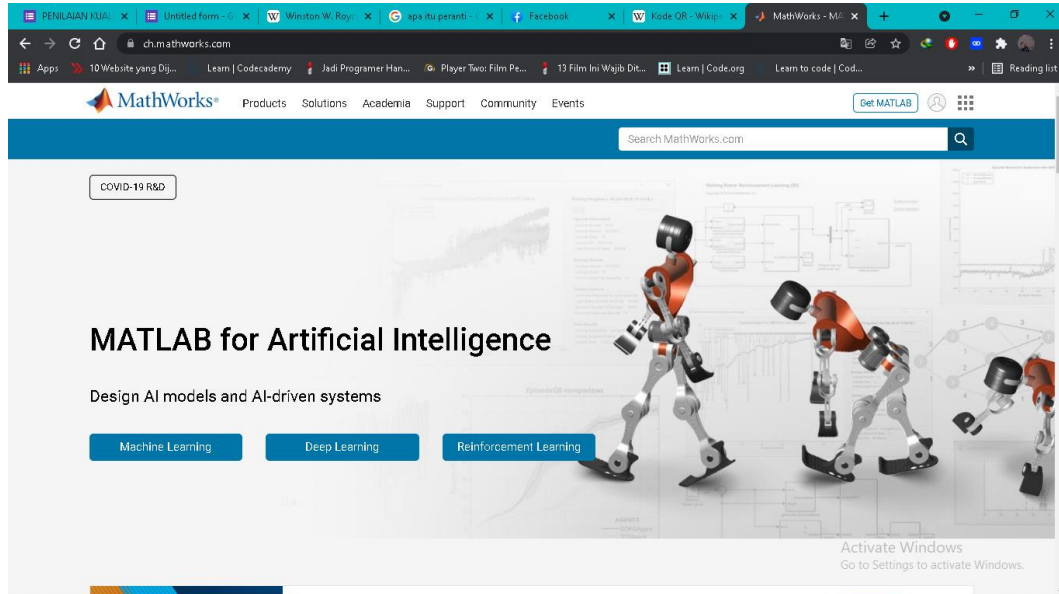 PENILAIAN KUAL
Untitled form - G
Winston W. Royc
apa itu peranti - G
Facebook
Kode QR - Wikip
MathWorks - MA
ch.mathworks.com
Apps
10 Website yang Dij...
Learn | Codecademy
Jadi Programer Han...
Player Two: Film Pe...
13 Film Ini Wajib Dit...
Learn | Code.org
Learn to code | Cod...
»
Reading list
MathWorks®
Products Solutions Academia Support Community Events
Get MATLAB
Search MathWorks.com
COVID-19 R&D
MATLAB for Artificial Intelligence
Design AI models and AI-driven systems
Machine Learning
Deep Learning
Reinforcement Learning
Activate Windows
Go to Settings to activate Windows.